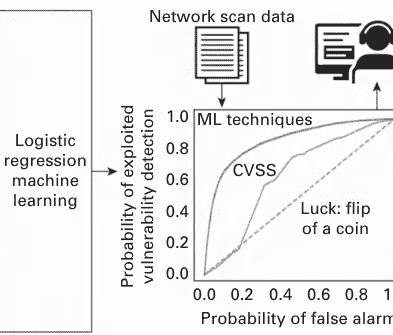 Network scan data
Logistic
regression
machine
learning
Probability of exploited
vulnerability detection
1.0
0.8
0.6
0.4
0.2
0.0
ML techniques
CVSS
Luck: flip
of a coin
0.0 0.2 0.4 0.6 0.8 1
Probability of false alarm